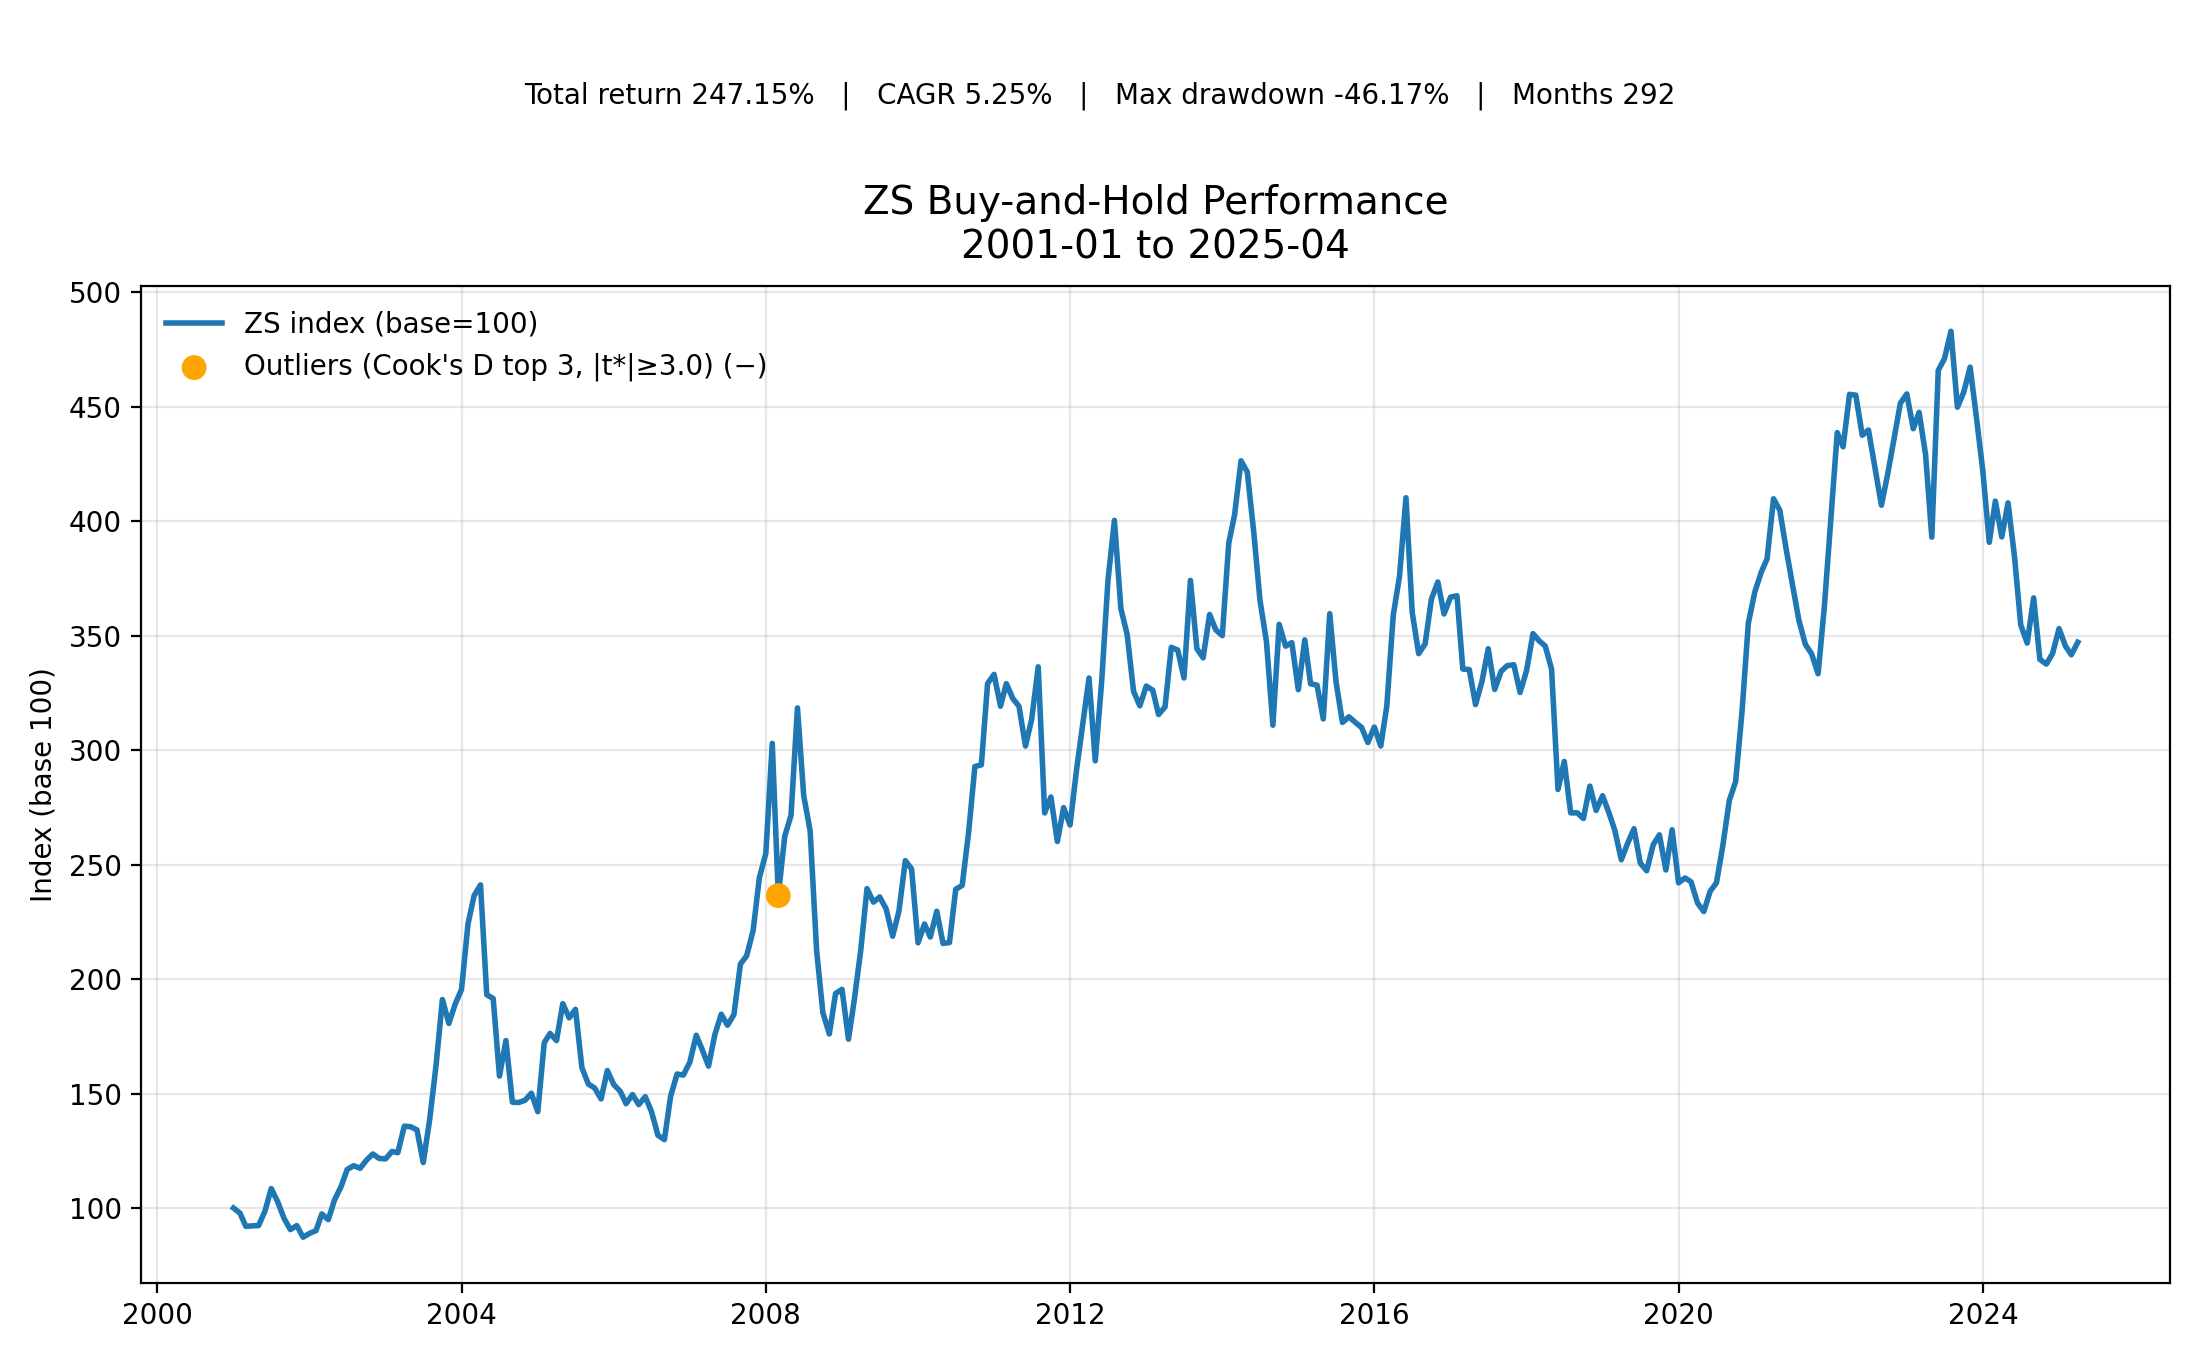 Total return 247.15%   |   CAGR 5.25%   |   Max drawdown -46.17%   |   Months 292
ZS Buy-and-Hold Performance
2001-01 to 2025-04
ZS index (base=100)
Outliers (Cook's D top 3, |t*|≥3.0) (−)
Index (base 100)
500
450
400
350
300
250
200
150
100
2000 2004 2008 2012 2016 2020 2024